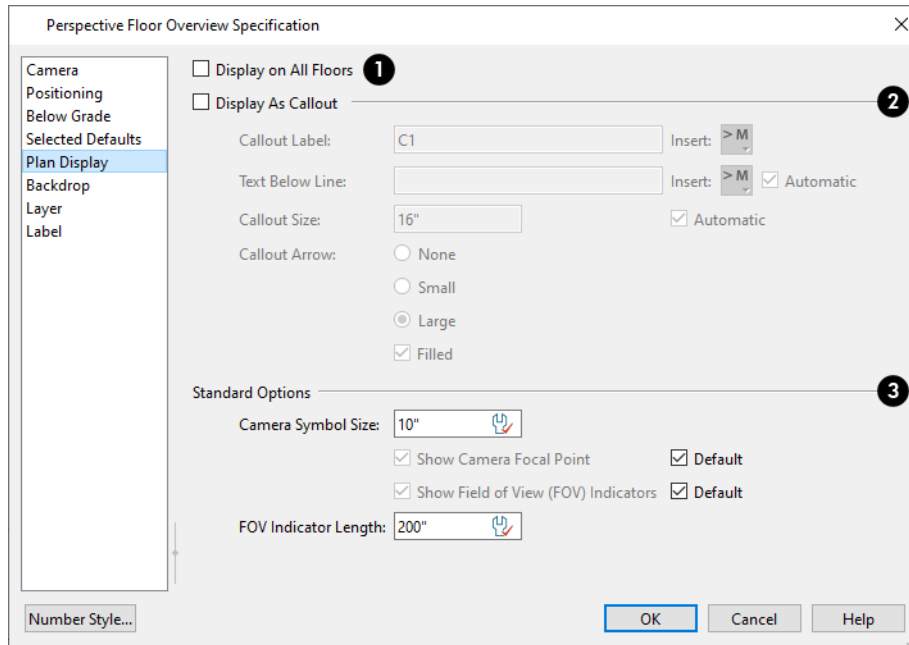 Perspective Floor Overview Specification
Camera
Positioning
Below Grade
Selected Defaults
Plan Display
Backdrop
Layer
Label
Display on All Floors 1
Display As Callout 2
Callout Label: C1 Insert: > M
Text Below Line: Insert: > M Automatic
Callout Size: 16" Automatic
Callout Arrow: None
Small
Large
Filled
Standard Options 3
Camera Symbol Size: 10"
Show Camera Focal Point Default
Show Field of View (FOV) Indicators Default
FOV Indicator Length: 200"
Number Style... OK Cancel Help